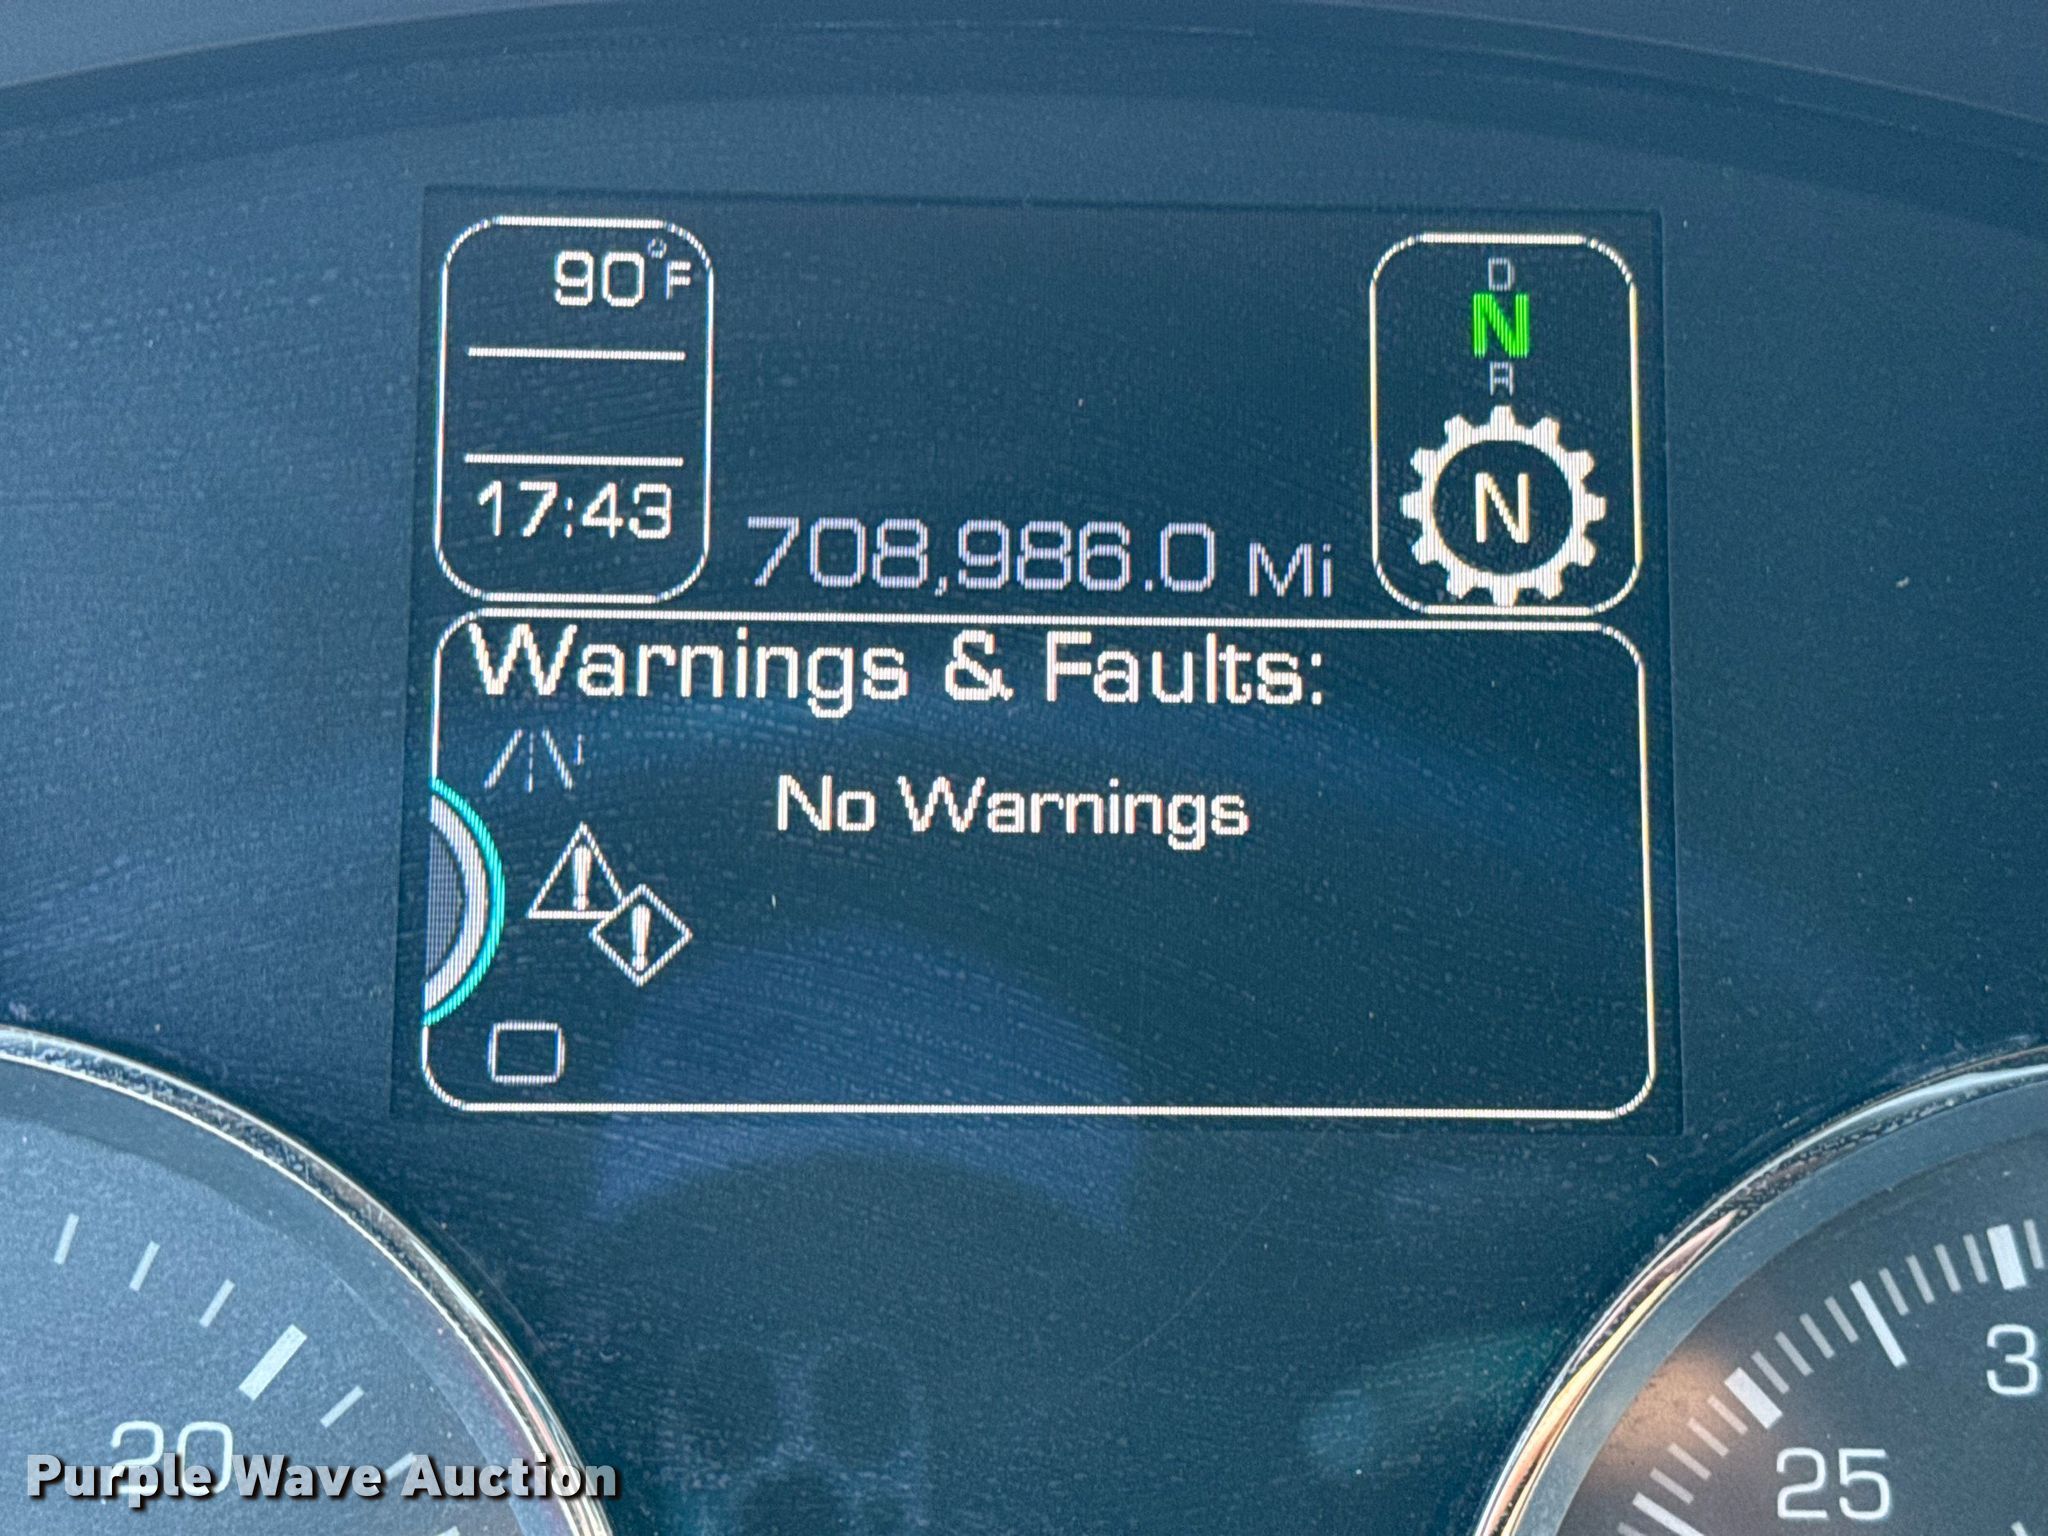 90°F
17:43
708,986.0 Mi
D
N
R
N
Warnings & Faults:
No Warnings
20
25
3
Purple Wave Auction